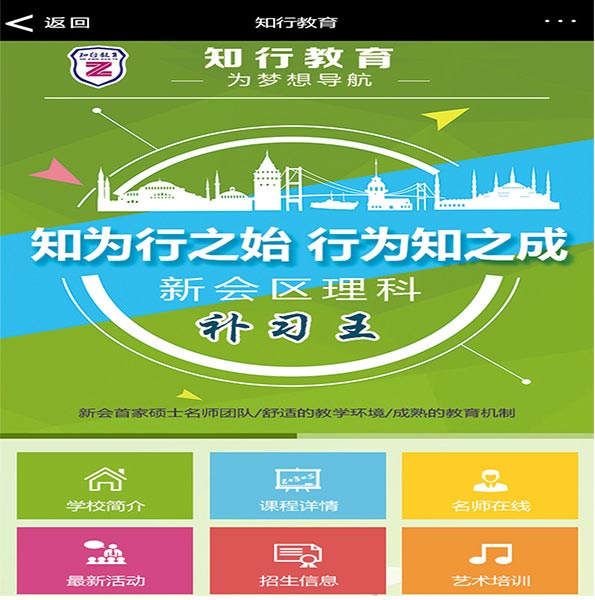 返回
知行教育
知行教育
知行教育
为梦想导航
知为行之始 行为知之成
新会区理科
补习王
新会首家硕士名师团队/舒适的教学环境/成熟的教育机制
学校简介
课程详情
名师在线
最新活动
招生信息
艺术培训